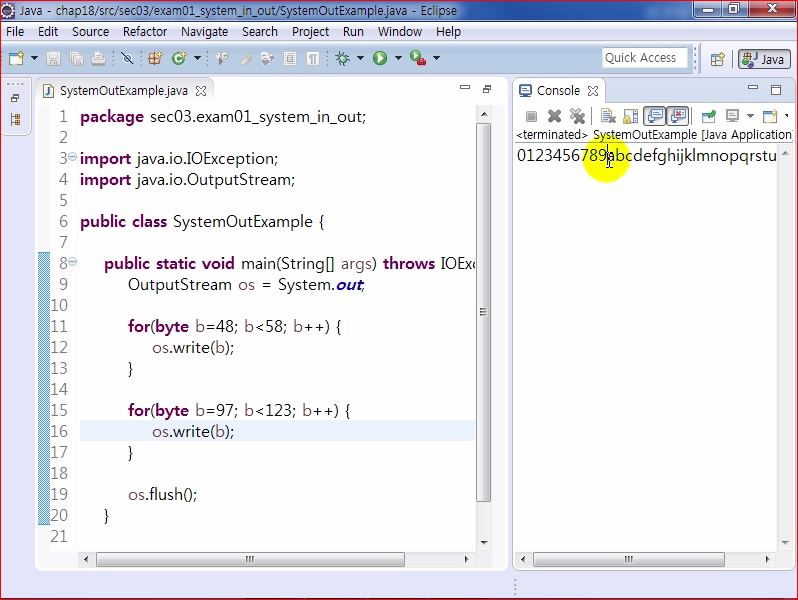 Java - chap18/src/sec03/exam01_system_in_out/SystemOutExample.java - Eclipse
File Edit Source Refactor Navigate Search Project Run Window Help
Quick Access
Java
SystemOutExample.java
1 package sec03.exam01_system_in_out;
2
3 import java.io.IOException;
4 import java.io.OutputStream;
5
6 public class SystemOutExample {
7
8 public static void main(String[] args) throws IOExc
9 OutputStream os = System.out;
10
11 for(byte b=48; b<58; b++) {
12 os.write(b);
13 }
14
15 for(byte b=97; b<123; b++) {
16 os.write(b);
17 }
18
19 os.flush();
20 }
21
Console
<terminated> SystemOutExample [Java Application]
0123456789abcdefghijklmnopqrstu